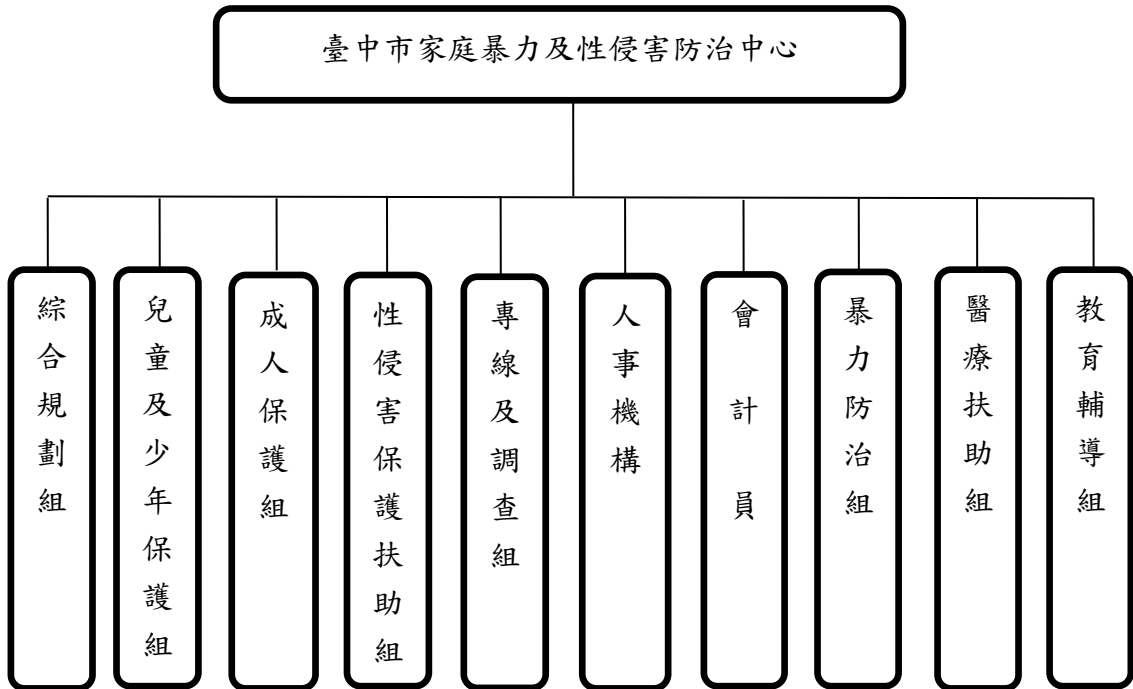 臺中市家庭暴力及性侵害防治中心
綜合規劃組
兒童及少年保護組
成人保護組
性侵害保護扶助組
專線及調查組
人事機構
會計員
暴力防治組
醫療扶助組
教育輔導組